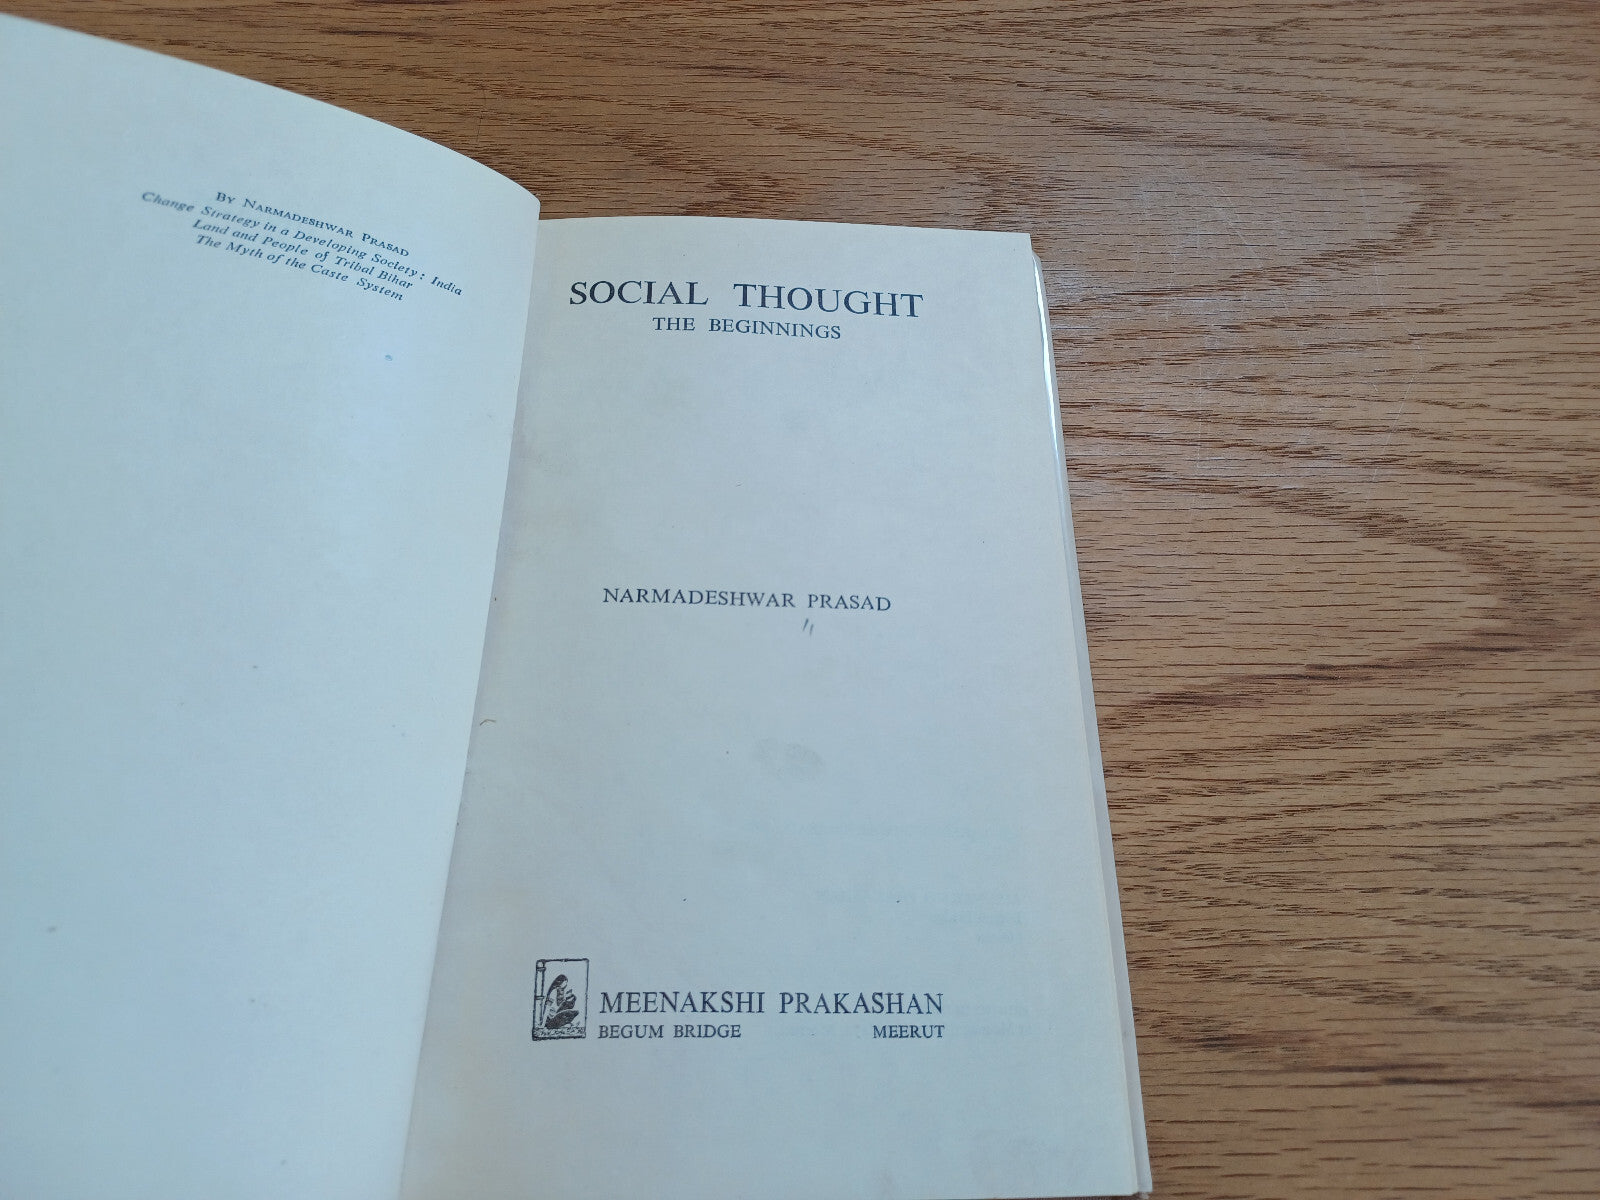 BY NARMADESHWAR PRASAD
Change Strategy in a Developing Society: India
Land and People of Tribal Bihar
The Myth of the Caste System
SOCIAL THOUGHT
THE BEGINNINGS
NARMADESHWAR PRASAD
MEENAKSHI PRAKASHAN
BEGUM BRIDGE MEERUT